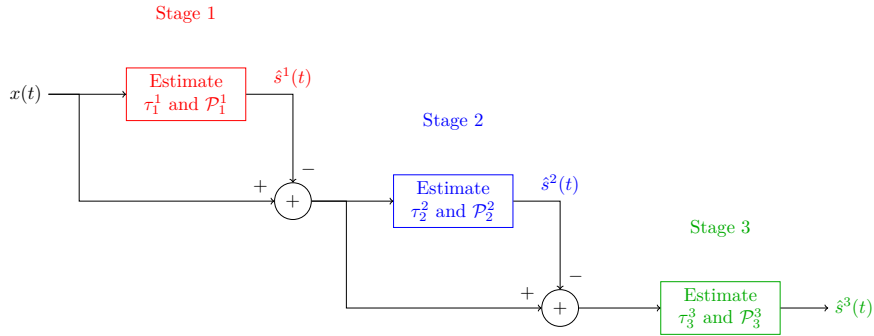 Stage 1
x(t)
Estimate
τ₁¹ and 𝒫₁¹
ŝ¹(t)
Stage 2
+
−
+
Estimate
τ₂² and 𝒫₂²
ŝ²(t)
Stage 3
+
−
+
Estimate
τ₃³ and 𝒫₃³
ŝ³(t)